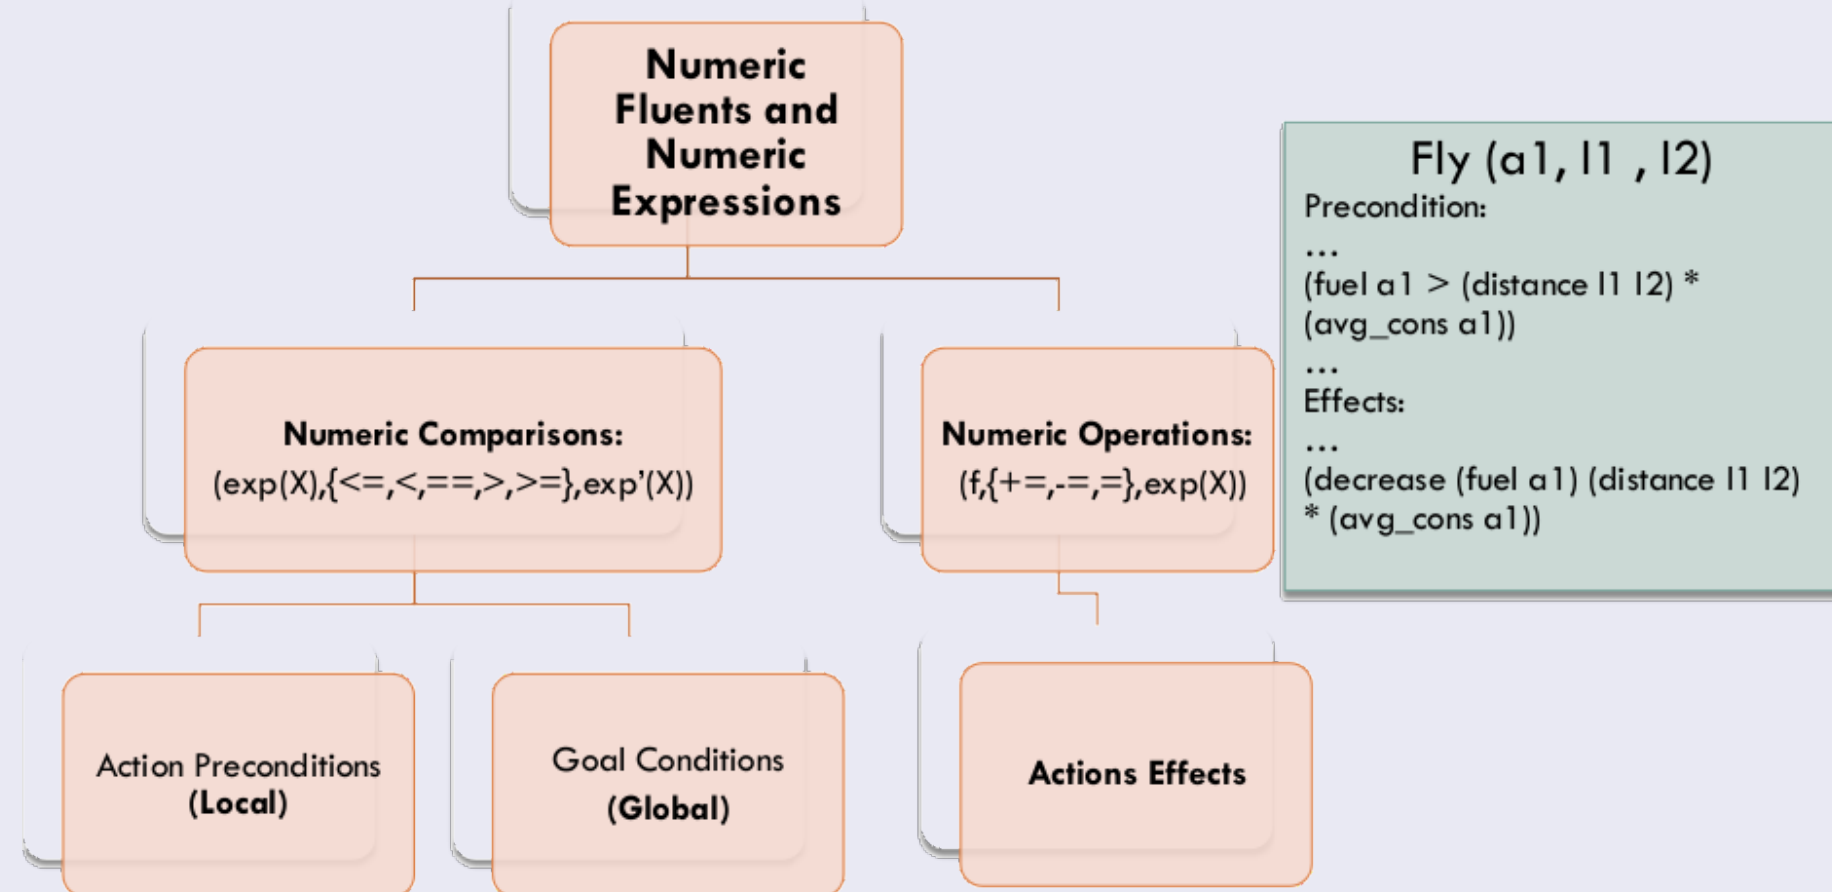 Numeric
Fluents and
Numeric
Expressions
Numeric Comparisons:
(exp(X),{<=,<,==,>,>=},exp’(X))
Numeric Operations:
(f,{+=,-=,=},exp(X))
Action Preconditions
(Local)
Goal Conditions
(Global)
Actions Effects
Fly (a1, l1 , l2)
Precondition:
...
(fuel a1 > (distance l1 l2) *
(avg_cons a1))
...
Effects:
...
(decrease (fuel a1) (distance l1 l2)
* (avg_cons a1))